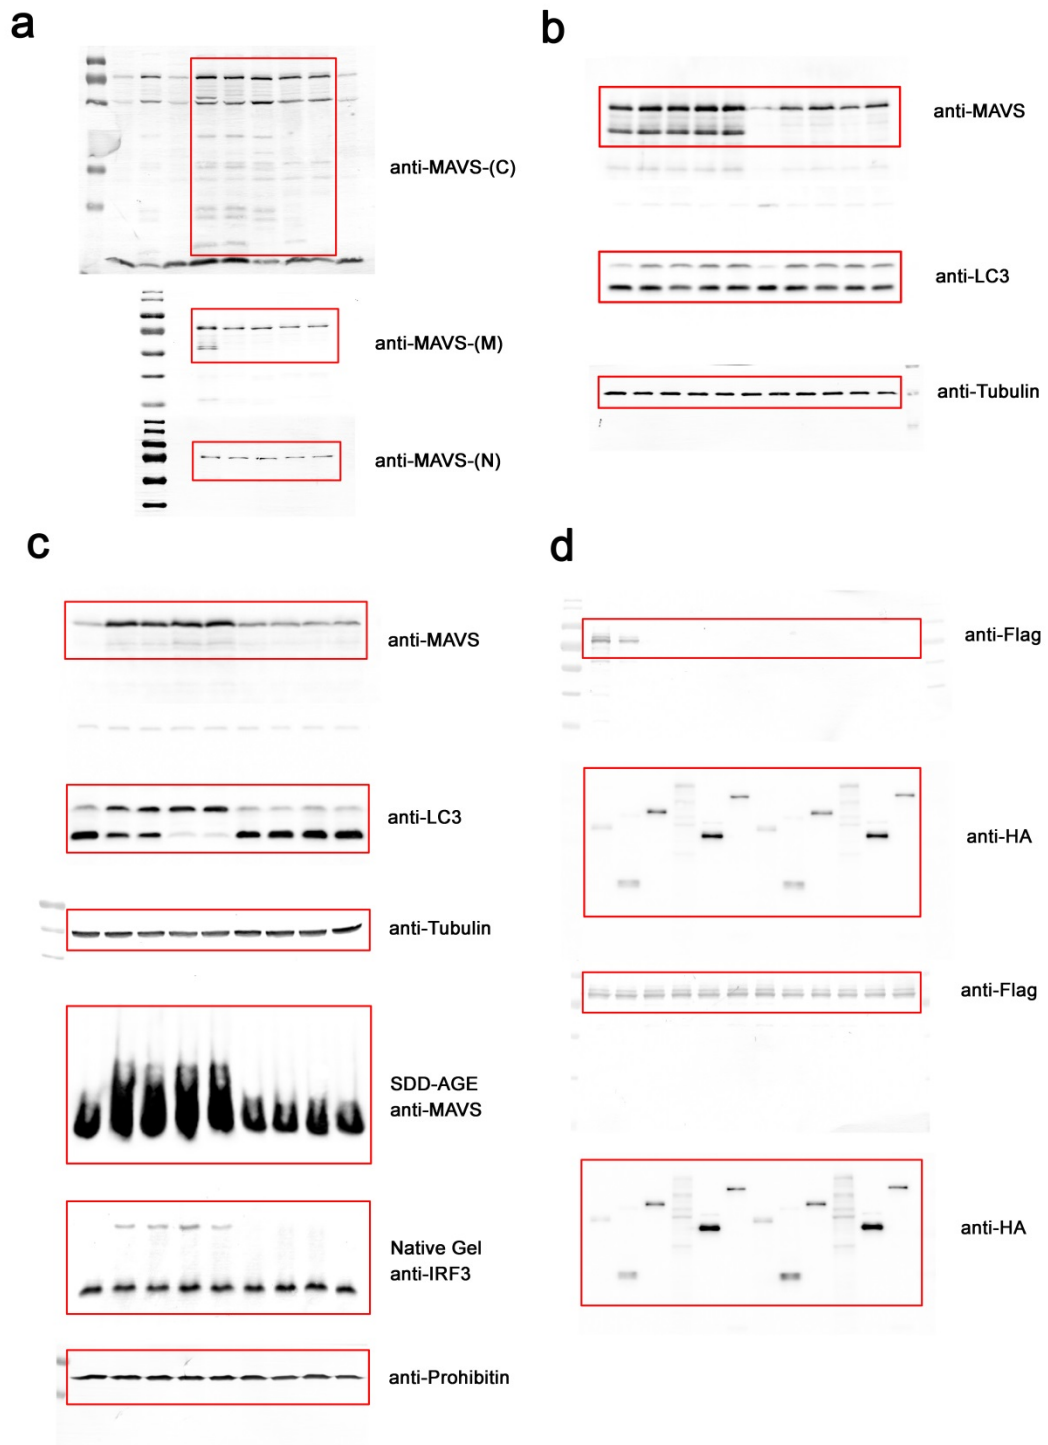 a
anti-MAVS-(C)
anti-MAVS-(M)
anti-MAVS-(N)
b
anti-MAVS
anti-LC3
anti-Tubulin
c
anti-MAVS
anti-LC3
anti-Tubulin
SDD-AGE
anti-MAVS
Native Gel
anti-IRF3
anti-Prohibitin
d
anti-Flag
anti-HA
anti-Flag
anti-HA